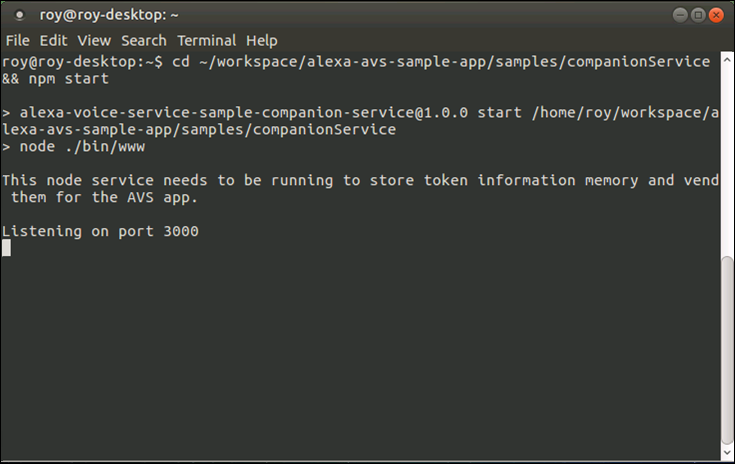 roy@roy-desktop: ~
File Edit View Search Terminal Help
roy@roy-desktop:~$ cd ~/workspace/alexa-avs-sample-app/samples/companionService
&& npm start
> alexa-voice-service-sample-companion-service@1.0.0 start /home/roy/workspace/a
lexa-avs-sample-app/samples/companionService
> node ./bin/www
This node service needs to be running to store token information memory and vend
them for the AVS app.
Listening on port 3000